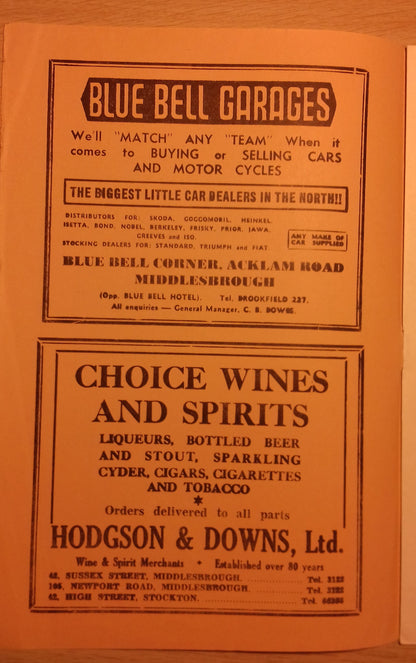 BLUE BELL GARAGES
We'll "MATCH" ANY "TEAM" When it
comes to BUYING or SELLING CARS
AND MOTOR CYCLES
THE BIGGEST LITTLE CAR DEALERS IN THE NORTH!!
DISTRIBUTORS FOR: SKODA, GOGGOMOBIL, HEINKEL,
ISETTA, BOND, NOBEL, BERKELEY, FRISKY, PRIOR, JAWA,
GREEVES and ISO.
STOCKING DEALERS FOR: STANDARD, TRIUMPH and FIAT
ANY MAKE OF
CAR SUPPLIED
BLUE BELL CORNER, ACKLAM ROAD
MIDDLESBROUGH
(Opp. BLUE BELL HOTEL). Tel. BROOKFIELD 227.
All enquiries — General Manager, C. B. DOWES.
CHOICE WINES
AND SPIRITS
LIQUEURS, BOTTLED BEER
AND STOUT, SPARKLING
CYDER, CIGARS, CIGARETTES
AND TOBACCO
*
Orders delivered to all parts
HODGSON & DOWNS, Ltd.
Wine & Spirit Merchants * Established over 80 years
SUSSEX STREET, MIDDLESBROUGH. Tel.
NEWPORT ROAD, MIDDLESBROUGH. Tel.
HIGH STREET, STOCKTON. Tel.